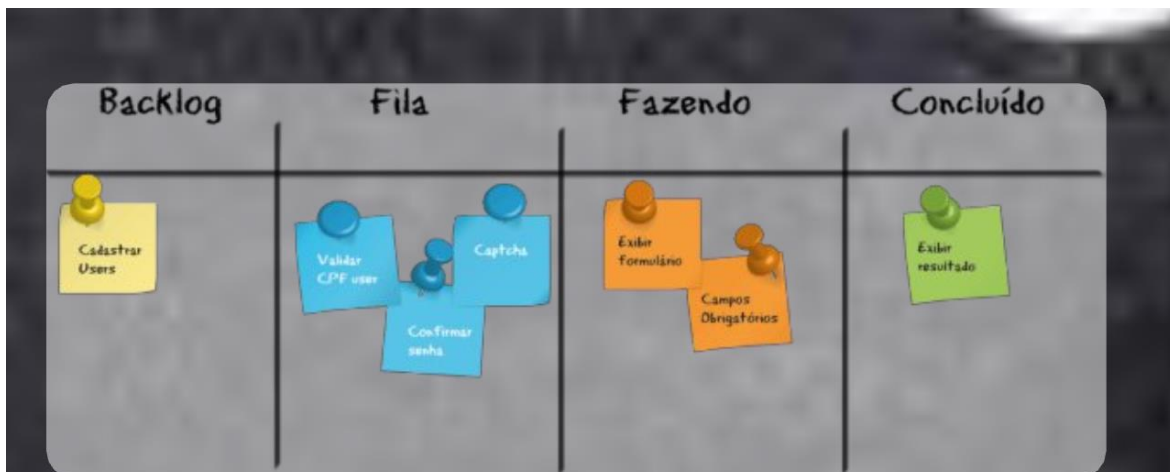 Backlog
Fila
Fazendo
Concluído
Cadastrar
Users
Validar
CPF user
Confirmar
senha
Captcha
Exibir
formulário
Campos
Obrigatórios
Exibir
resultado